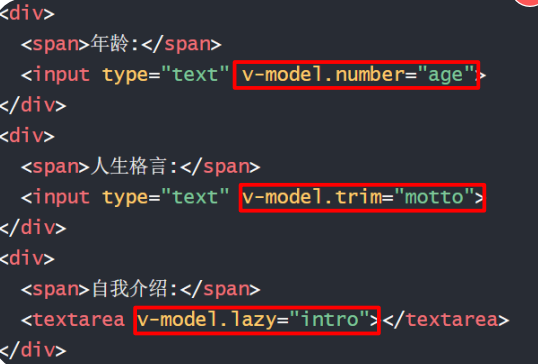 <div>
<span>年龄:</span>
<input type="text" v-model.number="age">
</div>
<div>
<span>人生格言:</span>
<input type="text" v-model.trim="motto">
</div>
<div>
<span>自我介绍:</span>
<textarea v-model.lazy="intro"></textarea>
</div>